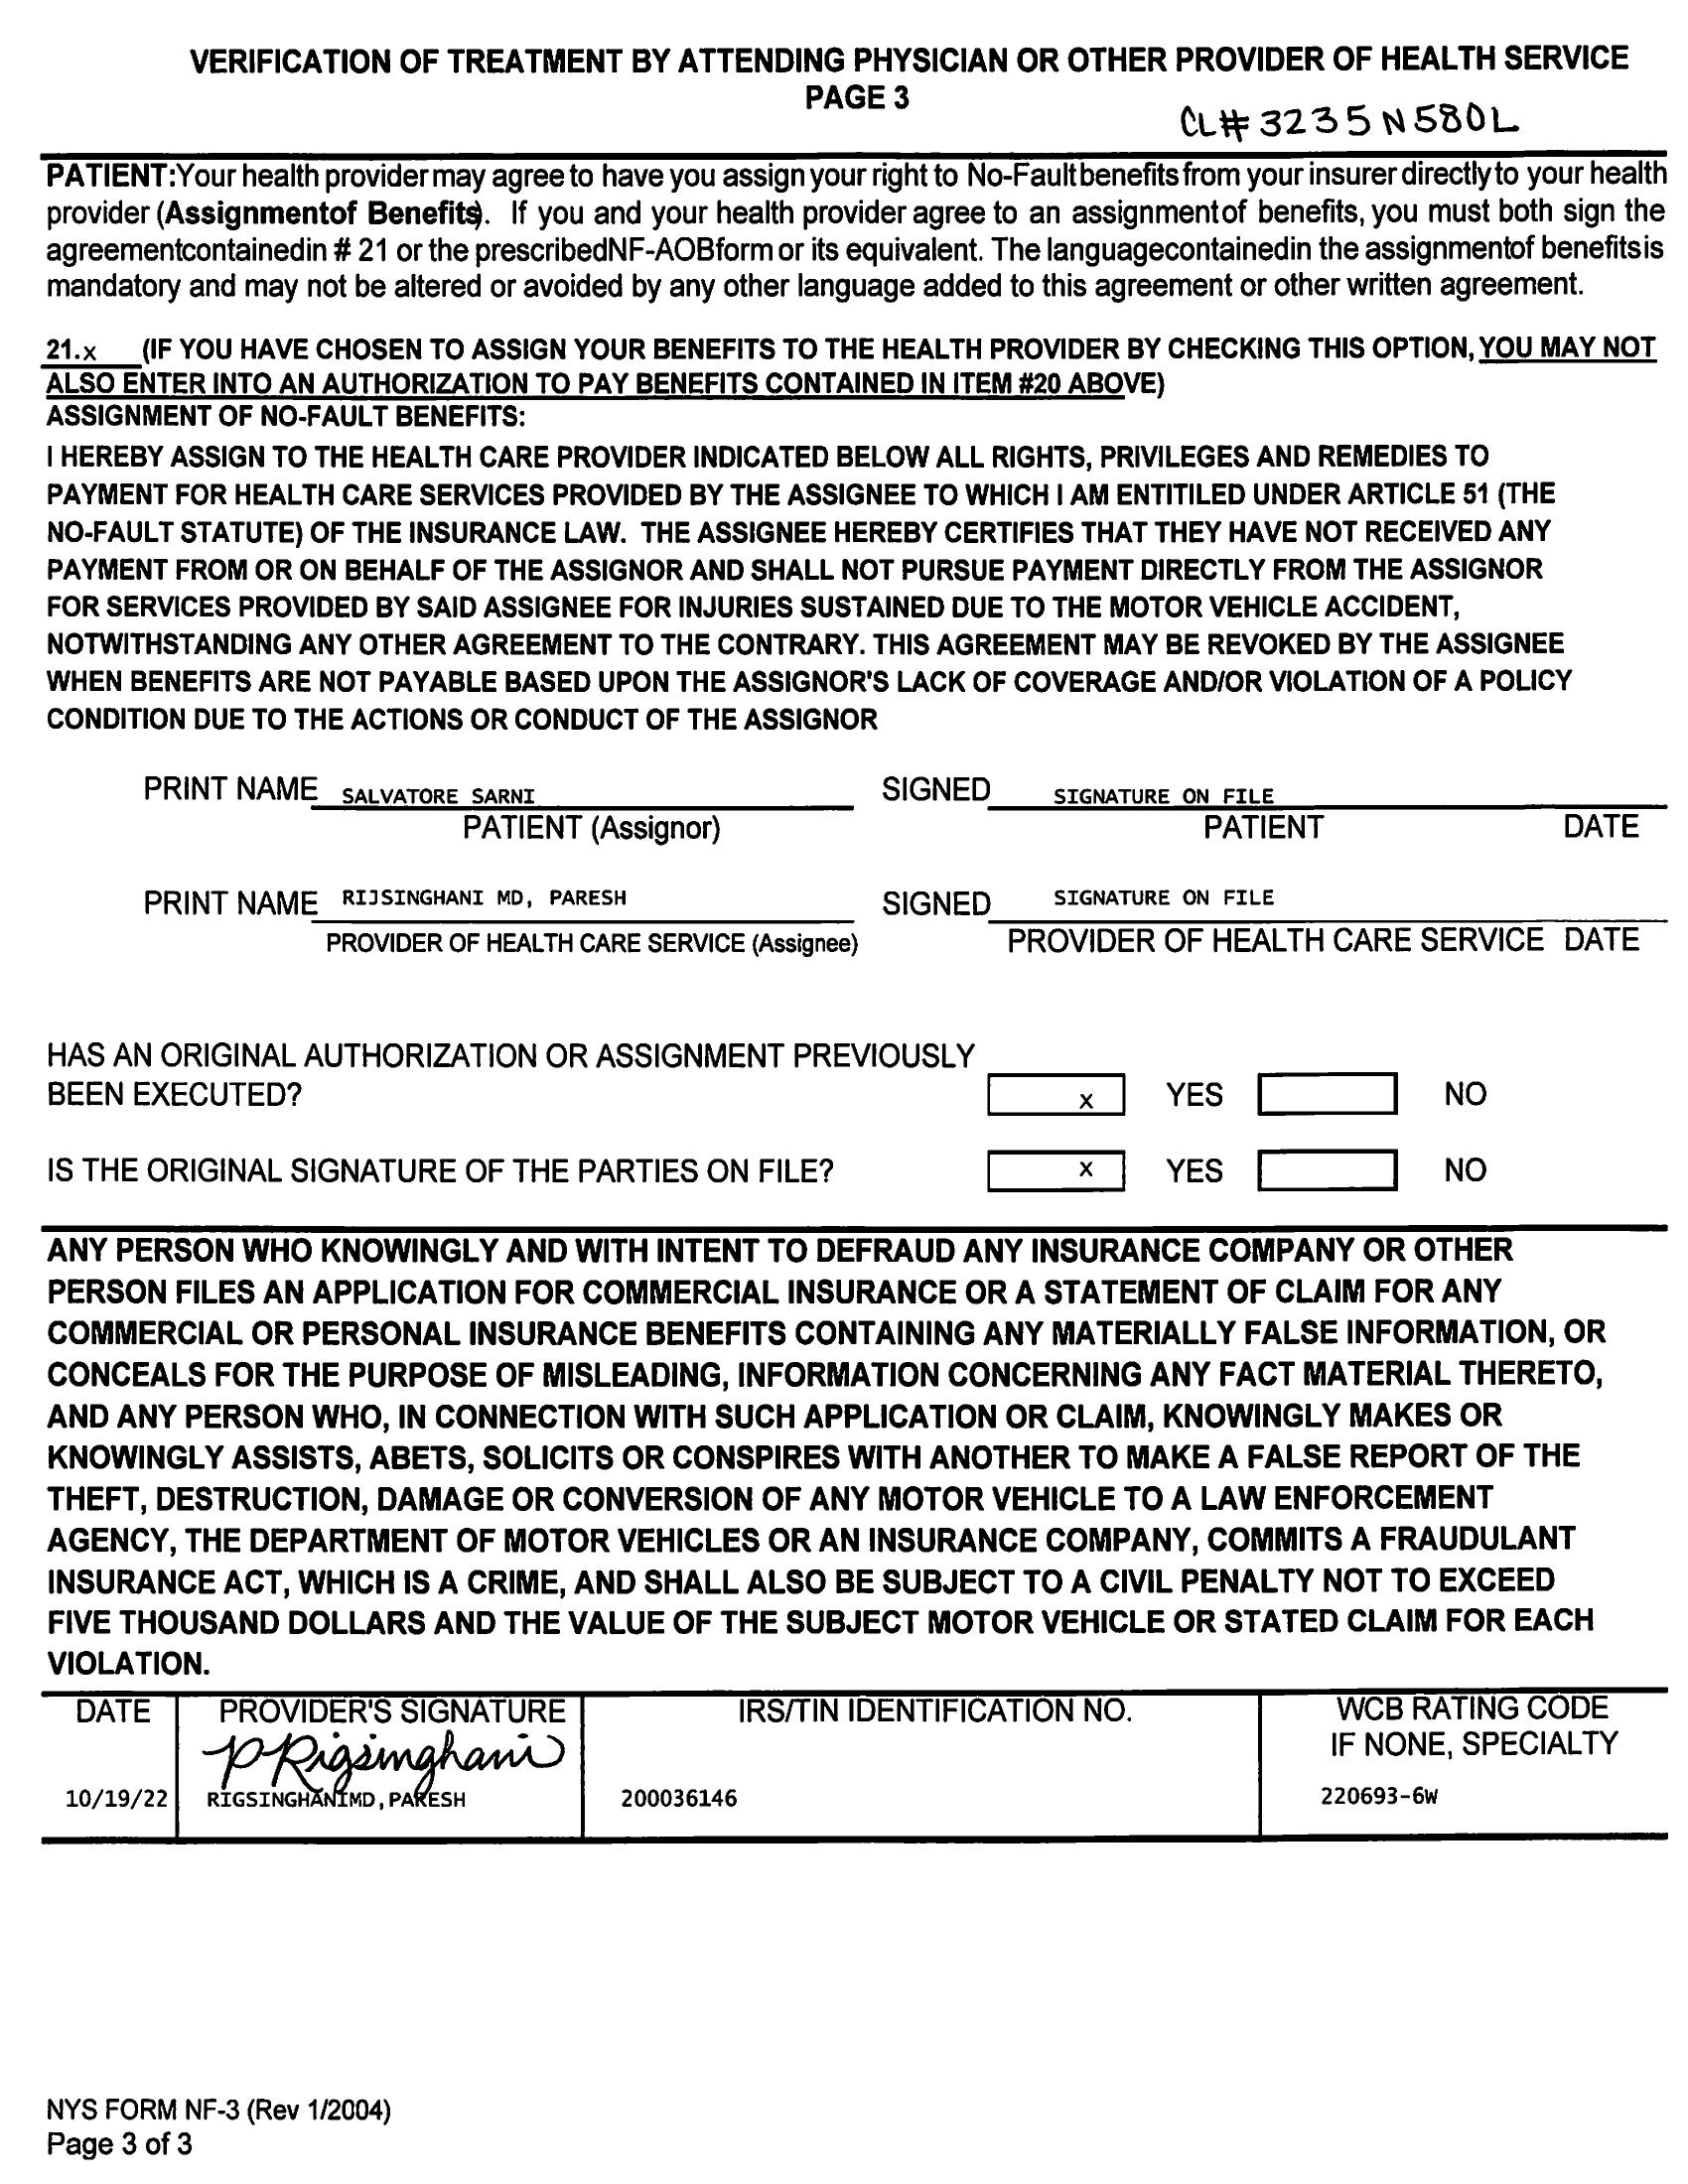 VERIFICATION OF TREATMENT BY ATTENDING PHYSICIAN OR OTHER PROVIDER OF HEALTH SERVICE
PAGE 3
CL# 3235N580L
PATIENT:Your health provider may agree to have you assign your right to No-Fault benefits from your insurer directly to your health
provider (Assignmentof Benefits). If you and your health provider agree to an assignmentof benefits, you must both sign the
agreementcontainedin # 21 or the prescribedNF-AOBform or its equivalent. The languagecontainedin the assignmentof benefits is
mandatory and may not be altered or avoided by any other language added to this agreement or other written agreement.
21.x (IF YOU HAVE CHOSEN TO ASSIGN YOUR BENEFITS TO THE HEALTH PROVIDER BY CHECKING THIS OPTION, YOU MAY NOT
ALSO ENTER INTO AN AUTHORIZATION TO PAY BENEFITS CONTAINED IN ITEM #20 ABOVE)
ASSIGNMENT OF NO-FAULT BENEFITS:
I HEREBY ASSIGN TO THE HEALTH CARE PROVIDER INDICATED BELOW ALL RIGHTS, PRIVILEGES AND REMEDIES TO
PAYMENT FOR HEALTH CARE SERVICES PROVIDED BY THE ASSIGNEE TO WHICH I AM ENTITILED UNDER ARTICLE 51 (THE
NO-FAULT STATUTE) OF THE INSURANCE LAW. THE ASSIGNEE HEREBY CERTIFIES THAT THEY HAVE NOT RECEIVED ANY
PAYMENT FROM OR ON BEHALF OF THE ASSIGNOR AND SHALL NOT PURSUE PAYMENT DIRECTLY FROM THE ASSIGNOR
FOR SERVICES PROVIDED BY SAID ASSIGNEE FOR INJURIES SUSTAINED DUE TO THE MOTOR VEHICLE ACCIDENT,
NOTWITHSTANDING ANY OTHER AGREEMENT TO THE CONTRARY. THIS AGREEMENT MAY BE REVOKED BY THE ASSIGNEE
WHEN BENEFITS ARE NOT PAYABLE BASED UPON THE ASSIGNOR'S LACK OF COVERAGE AND/OR VIOLATION OF A POLICY
CONDITION DUE TO THE ACTIONS OR CONDUCT OF THE ASSIGNOR
PRINT NAME SALVATORE SARNI SIGNED SIGNATURE ON FILE
PATIENT (Assignor) PATIENT DATE
PRINT NAME RIJSINGHANI MD, PARESH SIGNED SIGNATURE ON FILE
PROVIDER OF HEALTH CARE SERVICE (Assignee) PROVIDER OF HEALTH CARE SERVICE DATE
HAS AN ORIGINAL AUTHORIZATION OR ASSIGNMENT PREVIOUSLY
BEEN EXECUTED? x YES NO
IS THE ORIGINAL SIGNATURE OF THE PARTIES ON FILE? x YES NO
ANY PERSON WHO KNOWINGLY AND WITH INTENT TO DEFRAUD ANY INSURANCE COMPANY OR OTHER
PERSON FILES AN APPLICATION FOR COMMERCIAL INSURANCE OR A STATEMENT OF CLAIM FOR ANY
COMMERCIAL OR PERSONAL INSURANCE BENEFITS CONTAINING ANY MATERIALLY FALSE INFORMATION, OR
CONCEALS FOR THE PURPOSE OF MISLEADING, INFORMATION CONCERNING ANY FACT MATERIAL THERETO,
AND ANY PERSON WHO, IN CONNECTION WITH SUCH APPLICATION OR CLAIM, KNOWINGLY MAKES OR
KNOWINGLY ASSISTS, ABETS, SOLICITS OR CONSPIRES WITH ANOTHER TO MAKE A FALSE REPORT OF THE
THEFT, DESTRUCTION, DAMAGE OR CONVERSION OF ANY MOTOR VEHICLE TO A LAW ENFORCEMENT
AGENCY, THE DEPARTMENT OF MOTOR VEHICLES OR AN INSURANCE COMPANY, COMMITS A FRAUDULANT
INSURANCE ACT, WHICH IS A CRIME, AND SHALL ALSO BE SUBJECT TO A CIVIL PENALTY NOT TO EXCEED
FIVE THOUSAND DOLLARS AND THE VALUE OF THE SUBJECT MOTOR VEHICLE OR STATED CLAIM FOR EACH
VIOLATION.
DATE PROVIDER'S SIGNATURE IRS/TIN IDENTIFICATION NO. WCB RATING CODE
IF NONE, SPECIALTY
P Rigsinghani
10/19/22 RIGSINGHANIMD, PARESH 200036146 220693-6W
NYS FORM NF-3 (Rev 1/2004)
Page 3 of 3